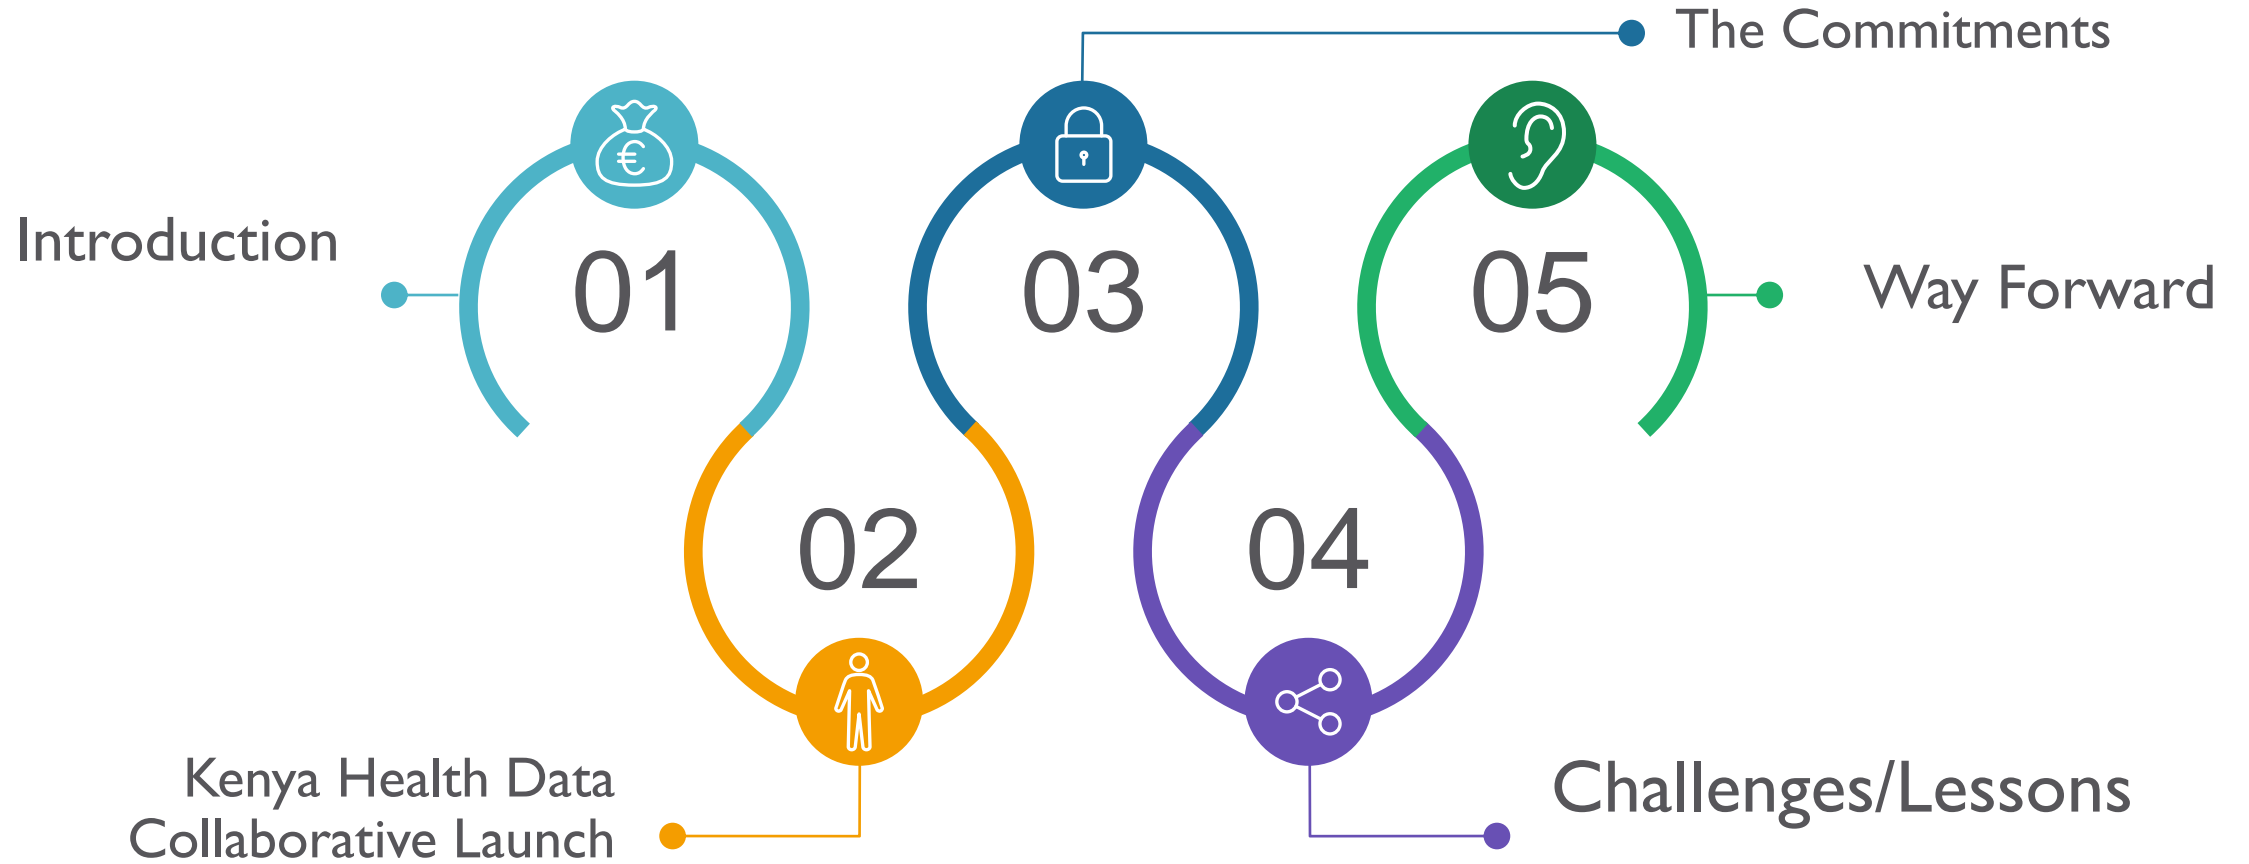 Introduction
01
Kenya Health Data
Collaborative Launch
02
The Commitments
03
Challenges/Lessons
04
Way Forward
05
€